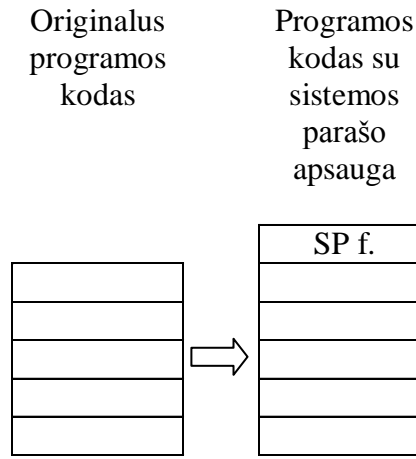 Originalus
programos
kodas
Programos
kodas su
sistemos
parašo
apsauga
SP f.